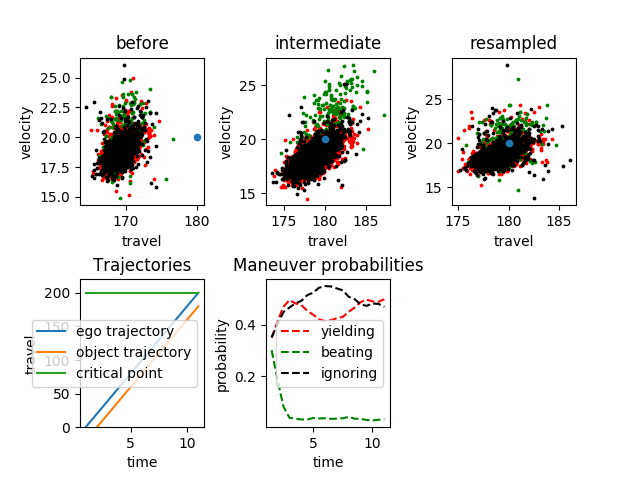 before
intermediate
resampled
25.0
22.5
20.0
17.5
15.0
velocity
170
180
travel
25
20
15
velocity
175
180
185
travel
25
20
15
velocity
175
180
185
travel
Trajectories
Maneuver probabilities
200
150
100
50
0
travel
ego trajectory
object trajectory
critical point
5
10
time
0.4
0.2
probability
yielding
beating
ignoring
5
10
time